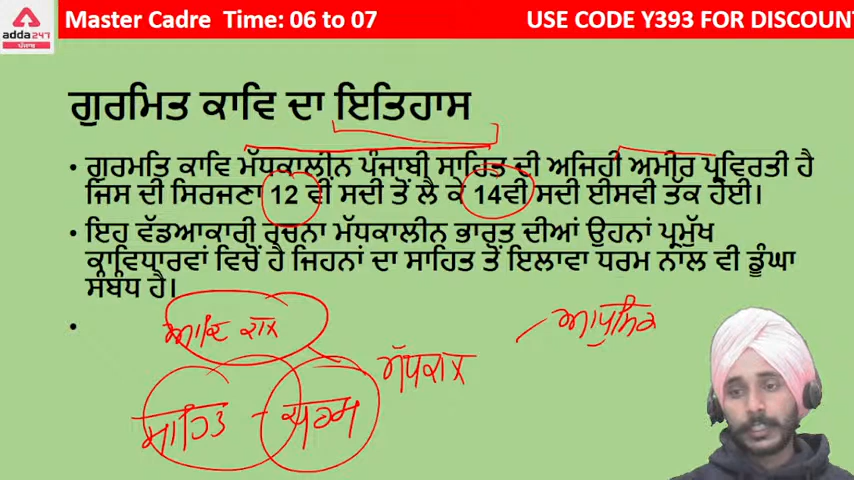 Master Cadre Time: 06 to 07
USE CODE Y393 FOR DISCOUNT
adda247
ਪੰਜਾਬ
ਗੁਰਮਿਤ ਕਾਵਿ ਦਾ ਇਤਿਹਾਸ
• ਗੁਰਮਤਿ ਕਾਵਿ ਮੱਧਕਾਲੀਨ ਪੰਜਾਬੀ ਸਾਹਿਤ ਦੀ ਅਜਿਹੀ ਅਮੀਰ ਪ੍ਰਵਿਰਤੀ ਹੈ
ਜਿਸ ਦੀ ਸਿਰਜਣਾ 12 ਵੀਂ ਸਦੀ ਤੋਂ ਲੈ ਕੇ 14ਵੀ ਸਦੀ ਈਸਵੀ ਤਕ ਹੋਈ।
• ਇਹ ਵੱਡਆਕਾਰੀ ਰਚਨਾ ਮੱਧਕਾਲੀਨ ਭਾਰਤ ਦੀਆਂ ਉਹਨਾਂ ਪ੍ਰਮੁੱਖ
ਕਾਵਿਧਾਰਵਾਂ ਵਿਚੋਂ ਹੈ ਜਿਹਨਾਂ ਦਾ ਸਾਹਿਤ ਤੋਂ ਇਲਾਵਾ ਧਰਮ ਨਾਲ ਵੀ ਡੂੰਘਾ
ਸੰਬੰਧ ਹੈ।
ਆਦਿ ਕਾਲ
ਮੱਧਕਾਲ
ਸਾਹਿਤ - ਧਰਮ